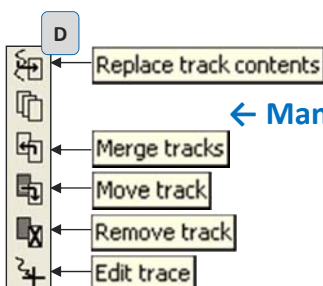 D
Replace track contents
← Man
Merge tracks
Move track
Remove track
Edit trace